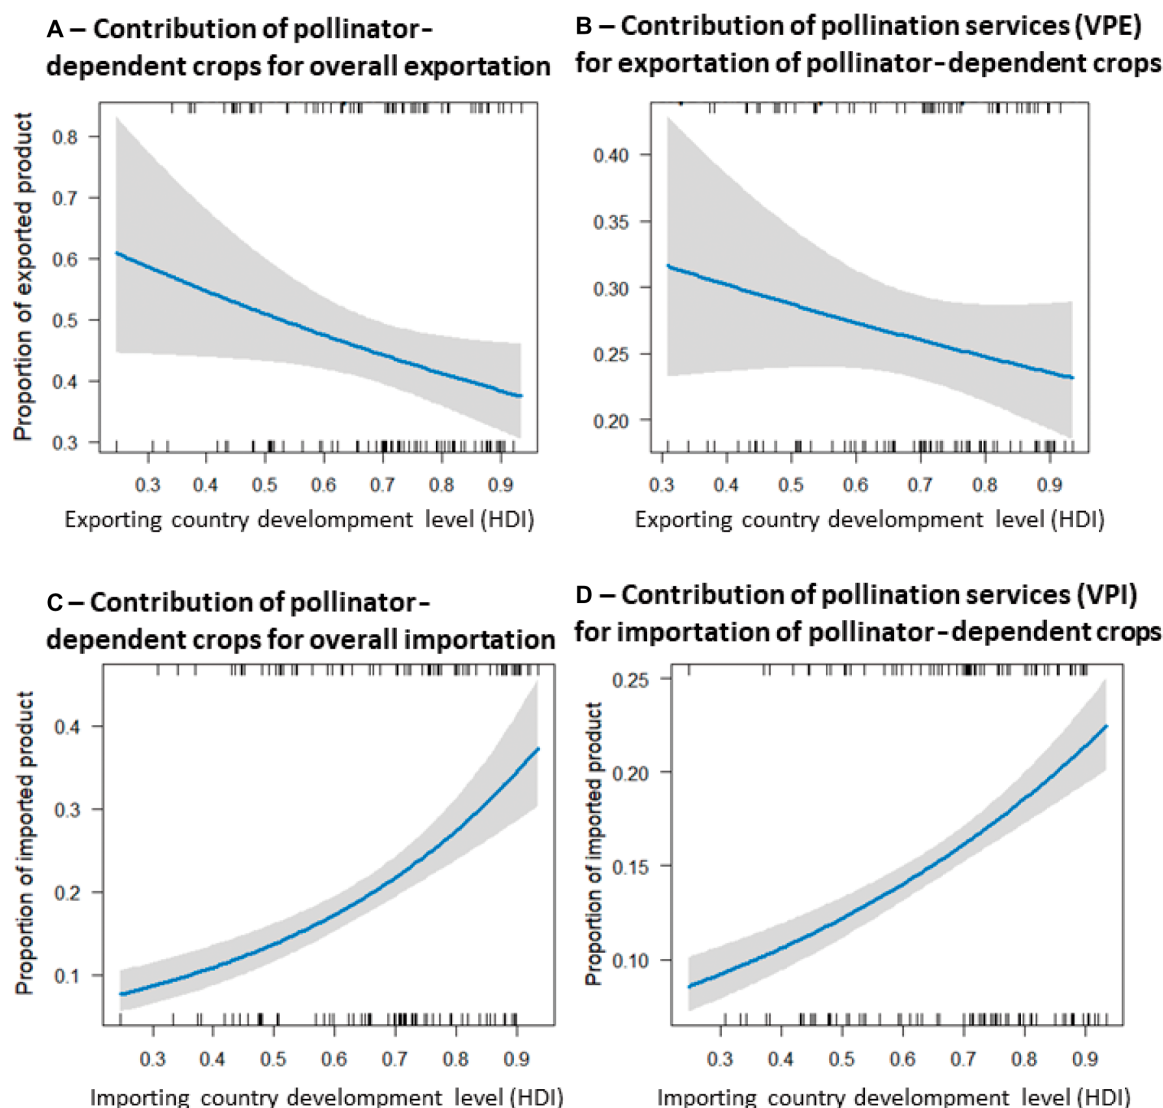 A – Contribution of pollinator-
dependent crops for overall exportation
Proportion of exported product
0.8
0.7
0.6
0.5
0.4
0.3
0.3 0.4 0.5 0.6 0.7 0.8 0.9
Exporting country develompment level (HDI)
B – Contribution of pollination services (VPE)
for exportation of pollinator-dependent crops
0.40
0.35
0.30
0.25
0.20
0.3 0.4 0.5 0.6 0.7 0.8 0.9
Exporting country develompment level (HDI)
C – Contribution of pollinator-
dependent crops for overall importation
Proportion of imported product
0.4
0.3
0.2
0.1
0.3 0.4 0.5 0.6 0.7 0.8 0.9
Importing country development level (HDI)
D – Contribution of pollination services (VPI)
for importation of pollinator-dependent crops
Proportion of imported product
0.25
0.20
0.15
0.10
0.3 0.4 0.5 0.6 0.7 0.8 0.9
Importing country development level (HDI)